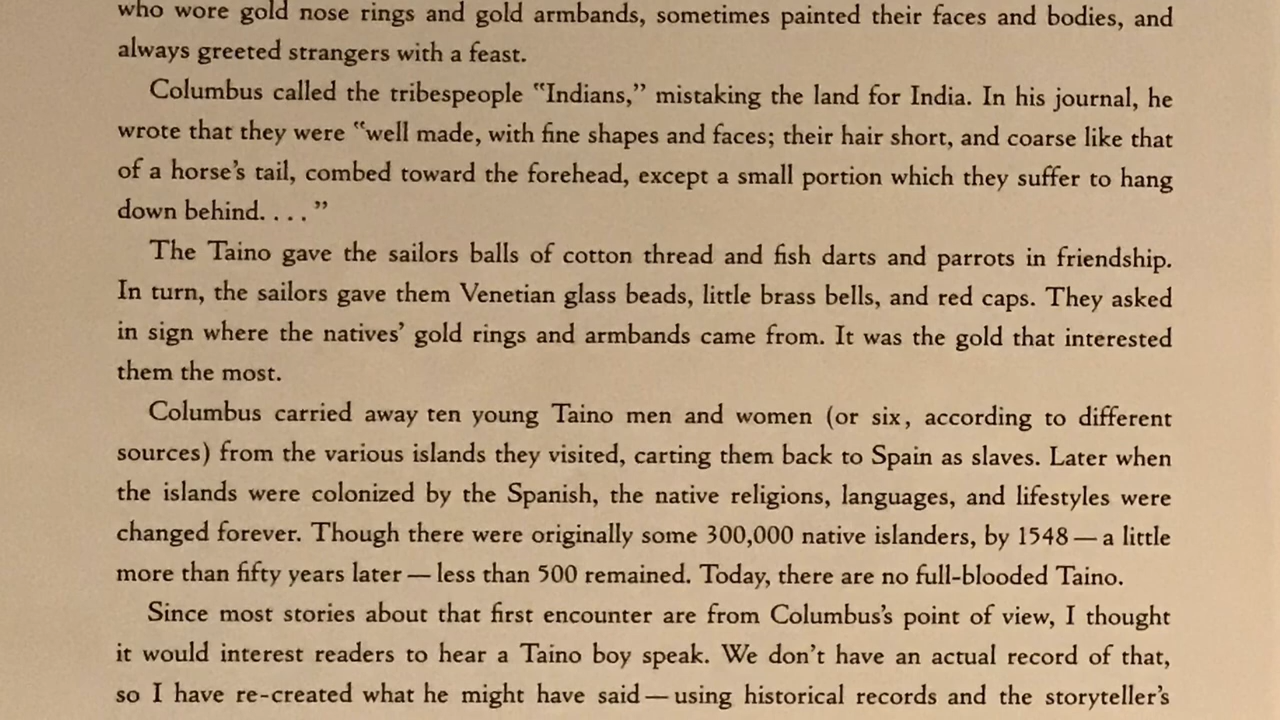 who wore gold nose rings and gold armbands, sometimes painted their faces and bodies, and
always greeted strangers with a feast.
Columbus called the tribespeople “Indians,” mistaking the land for India. In his journal, he
wrote that they were “well made, with fine shapes and faces; their hair short, and coarse like that
of a horse’s tail, combed toward the forehead, except a small portion which they suffer to hang
down behind. . . . ”
The Taino gave the sailors balls of cotton thread and fish darts and parrots in friendship.
In turn, the sailors gave them Venetian glass beads, little brass bells, and red caps. They asked
in sign where the natives’ gold rings and armbands came from. It was the gold that interested
them the most.
Columbus carried away ten young Taino men and women (or six, according to different
sources) from the various islands they visited, carting them back to Spain as slaves. Later when
the islands were colonized by the Spanish, the native religions, languages, and lifestyles were
changed forever. Though there were originally some 300,000 native islanders, by 1548 — a little
more than fifty years later — less than 500 remained. Today, there are no full-blooded Taino.
Since most stories about that first encounter are from Columbus’s point of view, I thought
it would interest readers to hear a Taino boy speak. We don’t have an actual record of that,
so I have re-created what he might have said — using historical records and the storyteller’s